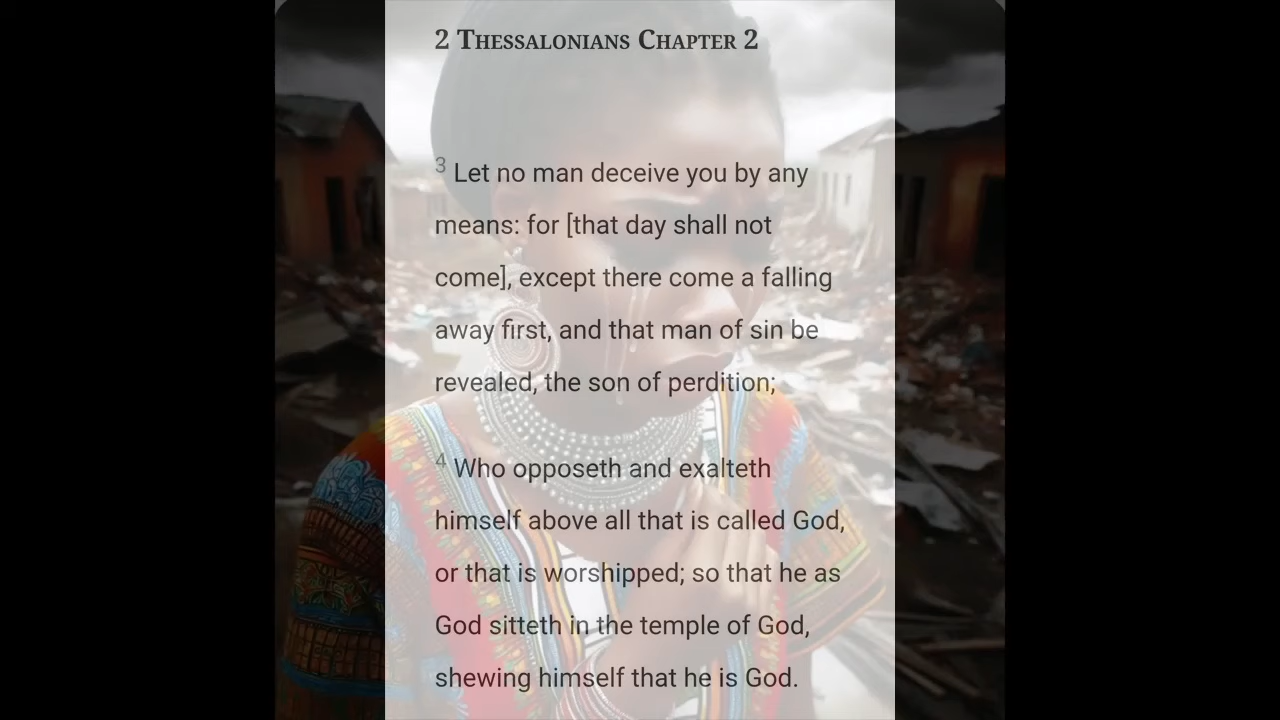 2 Thessalonians Chapter 2
3 Let no man deceive you by any
means: for [that day shall not
come], except there come a falling
away first, and that man of sin be
revealed, the son of perdition;
4 Who opposeth and exalteth
himself above all that is called God,
or that is worshipped; so that he as
God sitteth in the temple of God,
shewing himself that he is God.